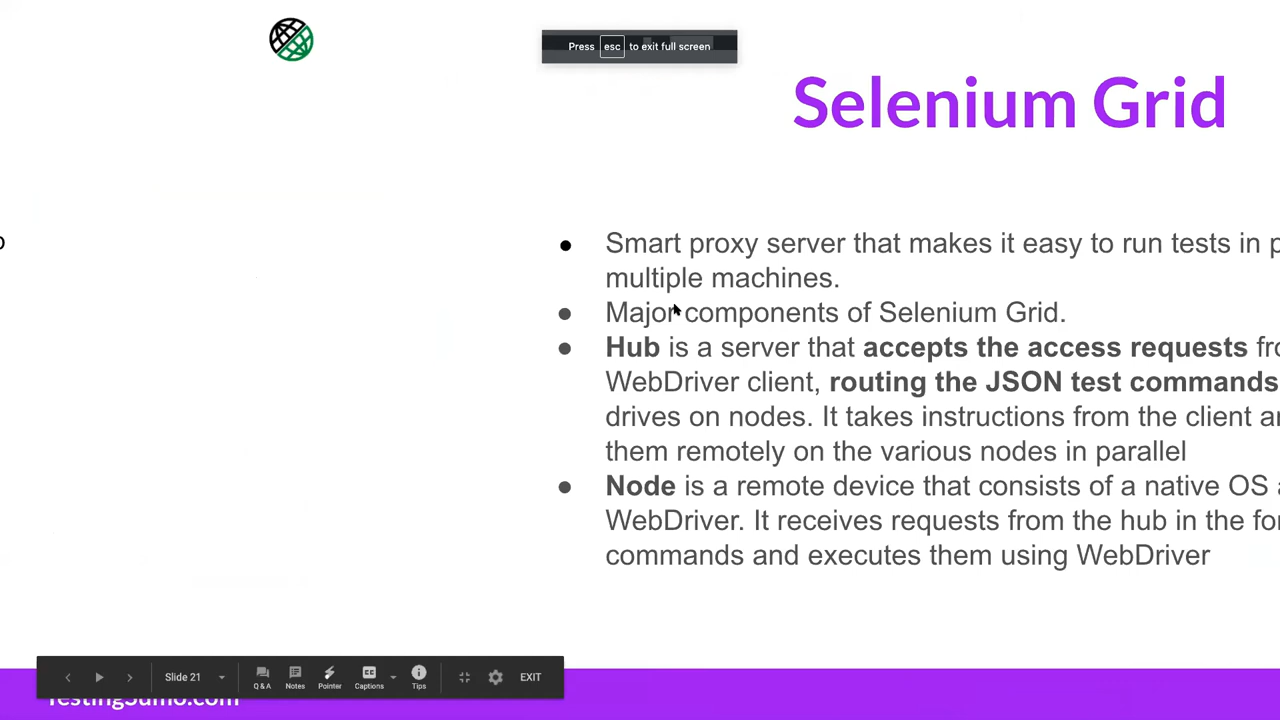 Press esc to exit full screen
Selenium Grid
● Smart proxy server that makes it easy to run tests in p
multiple machines.
● Major components of Selenium Grid.
● Hub is a server that accepts the access requests fro
WebDriver client, routing the JSON test commands
drives on nodes. It takes instructions from the client a
them remotely on the various nodes in parallel
● Node is a remote device that consists of a native OS a
WebDriver. It receives requests from the hub in the fo
commands and executes them using WebDriver
Slide 21
Q & A
Notes
Pointer
Captions
Tips
EXIT
TestingSumo.com